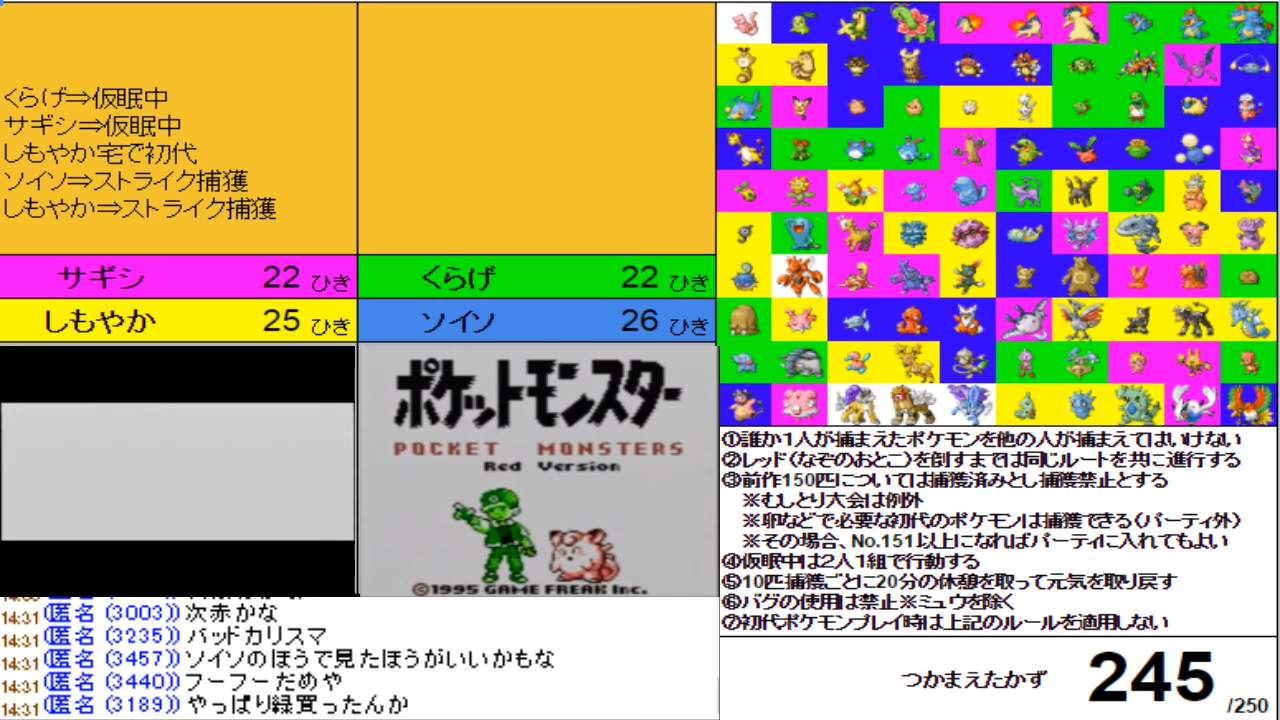 くらげ⇒仮眠中
サギシ⇒仮眠中
しもやか宅で初代
ソイソ⇒ストライク捕獲
しもやか⇒ストライク捕獲
サギシ 22 ひき
くらげ 22 ひき
しもやか 25 ひき
ソイソ 26 ひき
ポケットモンスター
POCKET MONSTERS
Red Version
©1995 GAME FREAK Inc.
14:31 (匿名 (3003)) 次赤かな
14:31 (匿名 (3235)) バッドカリスマ
14:31 (匿名 (3457)) ソイソのほうで見たほうがいいかもな
14:31 (匿名 (3440)) フーフーだめや
14:31 (匿名 (3189)) やっぱり緑買ったんか
①誰か1人が捕まえたポケモンを他の人が捕まえてはいけない
②レッド(なぞのおとこ)を倒すまでは同じルートを共に進行する
③前作150匹については捕獲済みとし捕獲禁止とする
※むしとり大会は例外
※卵などで必要な初代のポケモンは捕獲できる(パーティ外)
※その場合、No.151以上になればパーティに入れてもよい
④仮眠中は2人1組で行動する
⑤10匹捕獲ごとに20分の休憩を取って元気を取り戻す
⑥バグの使用は禁止※ミュウを除く
⑦初代ポケモンプレイ時は上記のルールを適用しない
つかまえたかず 245 /250